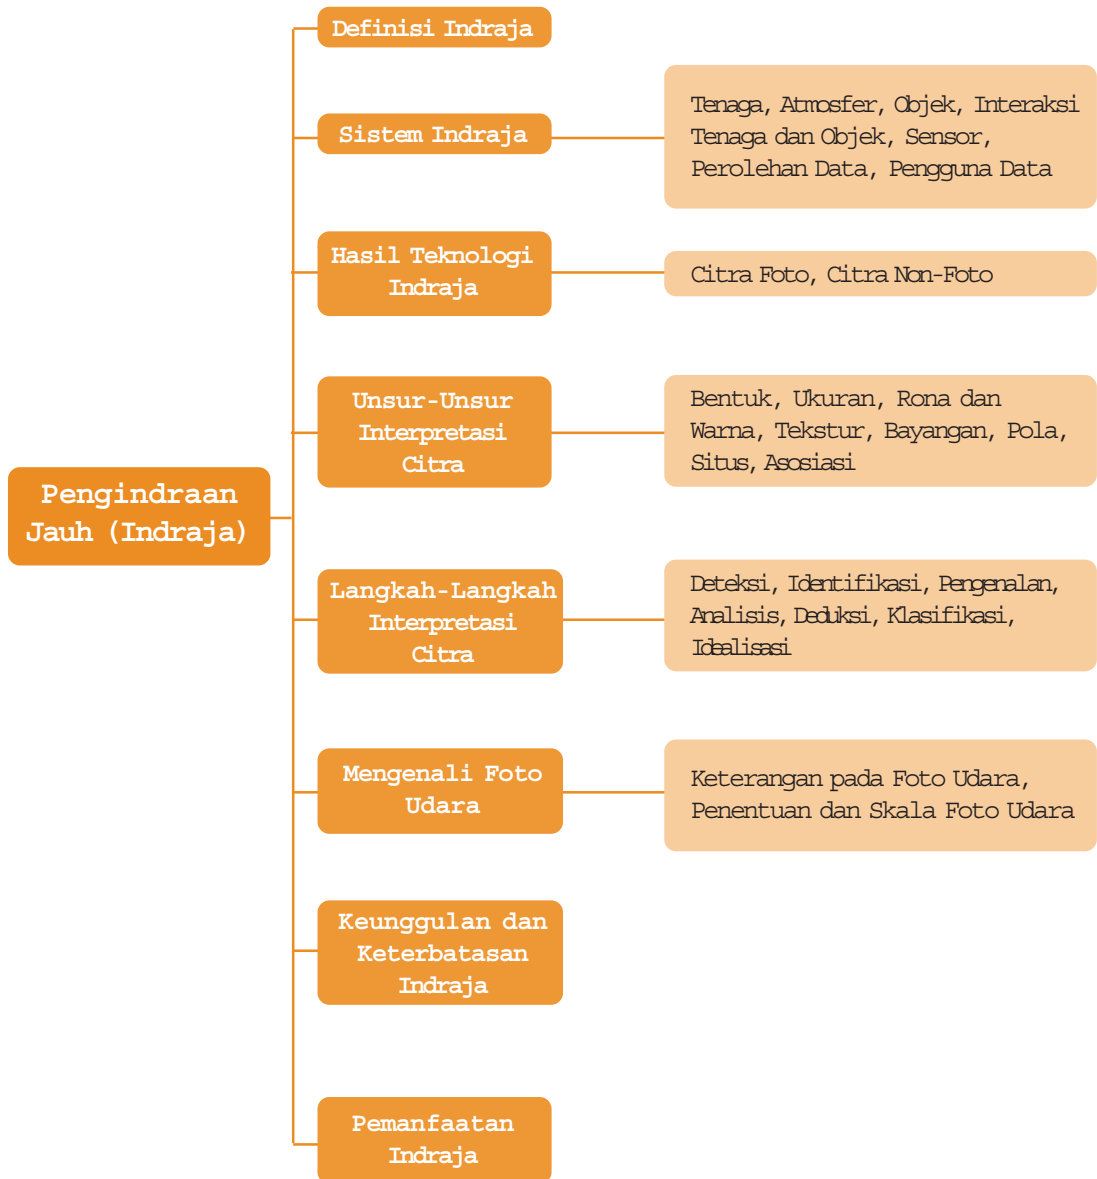 Pengindraan
Jauh (Indraja)
Definisi Indraja
Sistem Indraja
Tenaga, Atmosfer, Objek, Interaksi
Tenaga dan Objek, Sensor,
Perolehan Data, Pengguna Data
Hasil Teknologi
Indraja
Citra Foto, Citra Non-Foto
Unsur-Unsur
Interpretasi
Citra
Bentuk, Ukuran, Rona dan
Warna, Tekstur, Bayangan, Pola,
Situs, Asosiasi
Langkah-Langkah
Interpretasi
Citra
Deteksi, Identifikasi, Pengenalan,
Analisis, Deduksi, Klasifikasi,
Idealisasi
Mengenali Foto
Udara
Keterangan pada Foto Udara,
Penentuan dan Skala Foto Udara
Keunggulan dan
Keterbatasan
Indraja
Pemanfaatan
Indraja